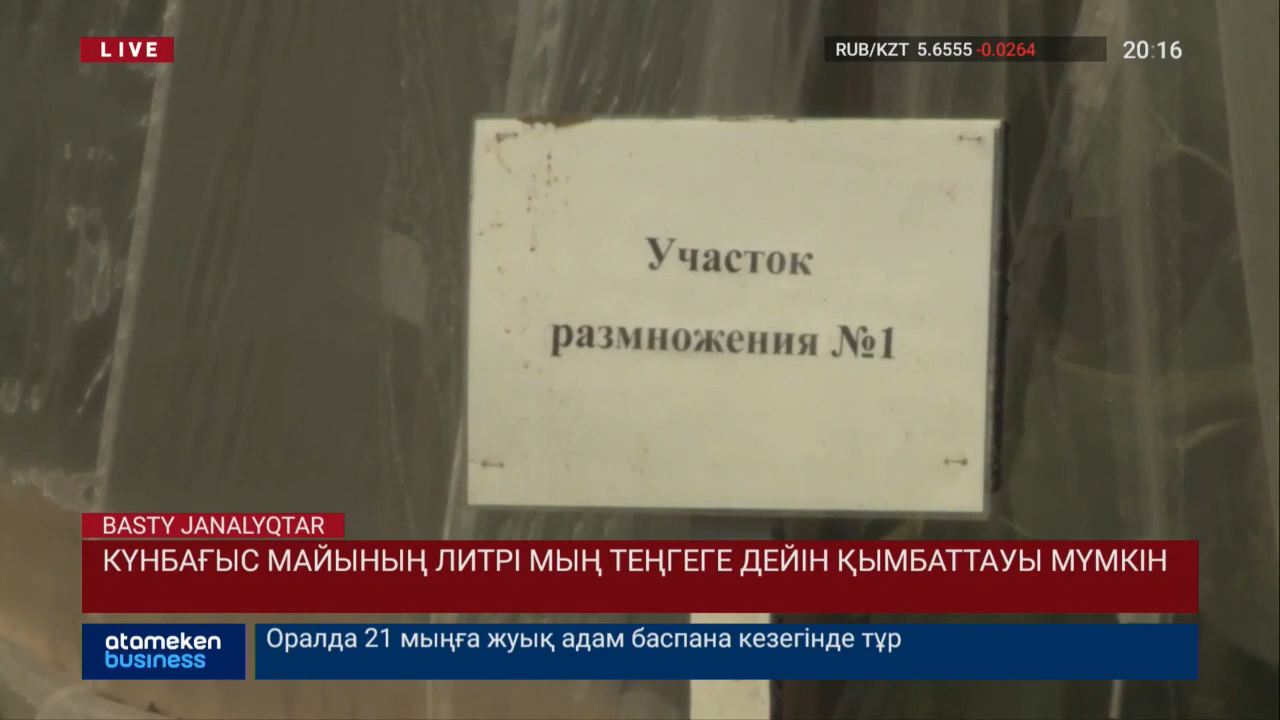 LIVE
RUB/KZT 5.6555 -0.0264
20:16
Участок
размножения №1
BASTY JANALYQTAR
КҮНБАҒЫС МАЙЫНЫҢ ЛИТРІ МЫҢ ТЕҢГЕГЕ ДЕЙІН ҚЫМБАТТАУЫ МҮМКІН
atameken
business
Оралда 21 мыңға жуық адам баспана кезегінде тұр